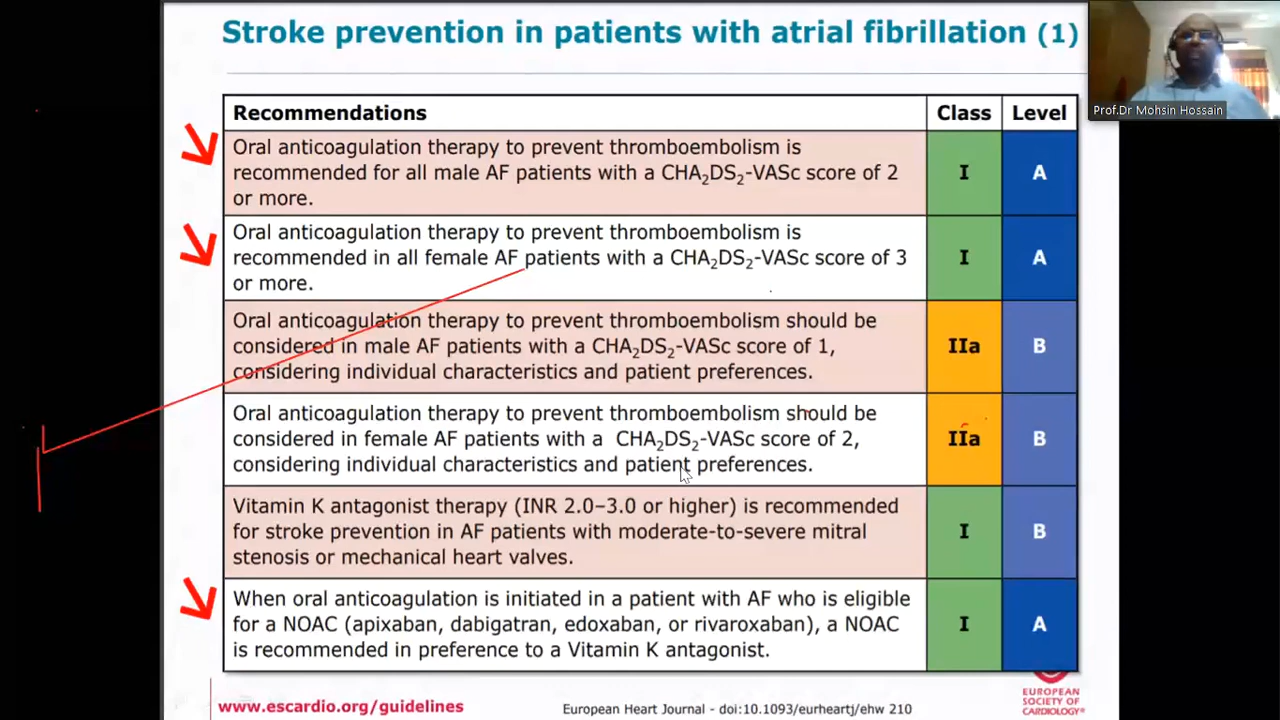 Stroke prevention in patients with atrial fibrillation (1)
Prof.Dr Mohsin Hossain
Recommendations Class Level
Oral anticoagulation therapy to prevent thromboembolism is
recommended for all male AF patients with a CHA₂DS₂-VASc score of 2
or more.
I A
Oral anticoagulation therapy to prevent thromboembolism is
recommended in all female AF patients with a CHA₂DS₂-VASc score of 3
or more.
I A
Oral anticoagulation therapy to prevent thromboembolism should be
considered in male AF patients with a CHA₂DS₂-VASc score of 1,
considering individual characteristics and patient preferences.
IIa B
Oral anticoagulation therapy to prevent thromboembolism should be
considered in female AF patients with a CHA₂DS₂-VASc score of 2,
considering individual characteristics and patient preferences.
IIa B
Vitamin K antagonist therapy (INR 2.0–3.0 or higher) is recommended
for stroke prevention in AF patients with moderate-to-severe mitral
stenosis or mechanical heart valves.
I B
When oral anticoagulation is initiated in a patient with AF who is eligible
for a NOAC (apixaban, dabigatran, edoxaban, or rivaroxaban), a NOAC
is recommended in preference to a Vitamin K antagonist.
I A
www.escardio.org/guidelines
European Heart Journal - doi:10.1093/eurheartj/ehw 210
EUROPEAN
SOCIETY OF
CARDIOLOGY®